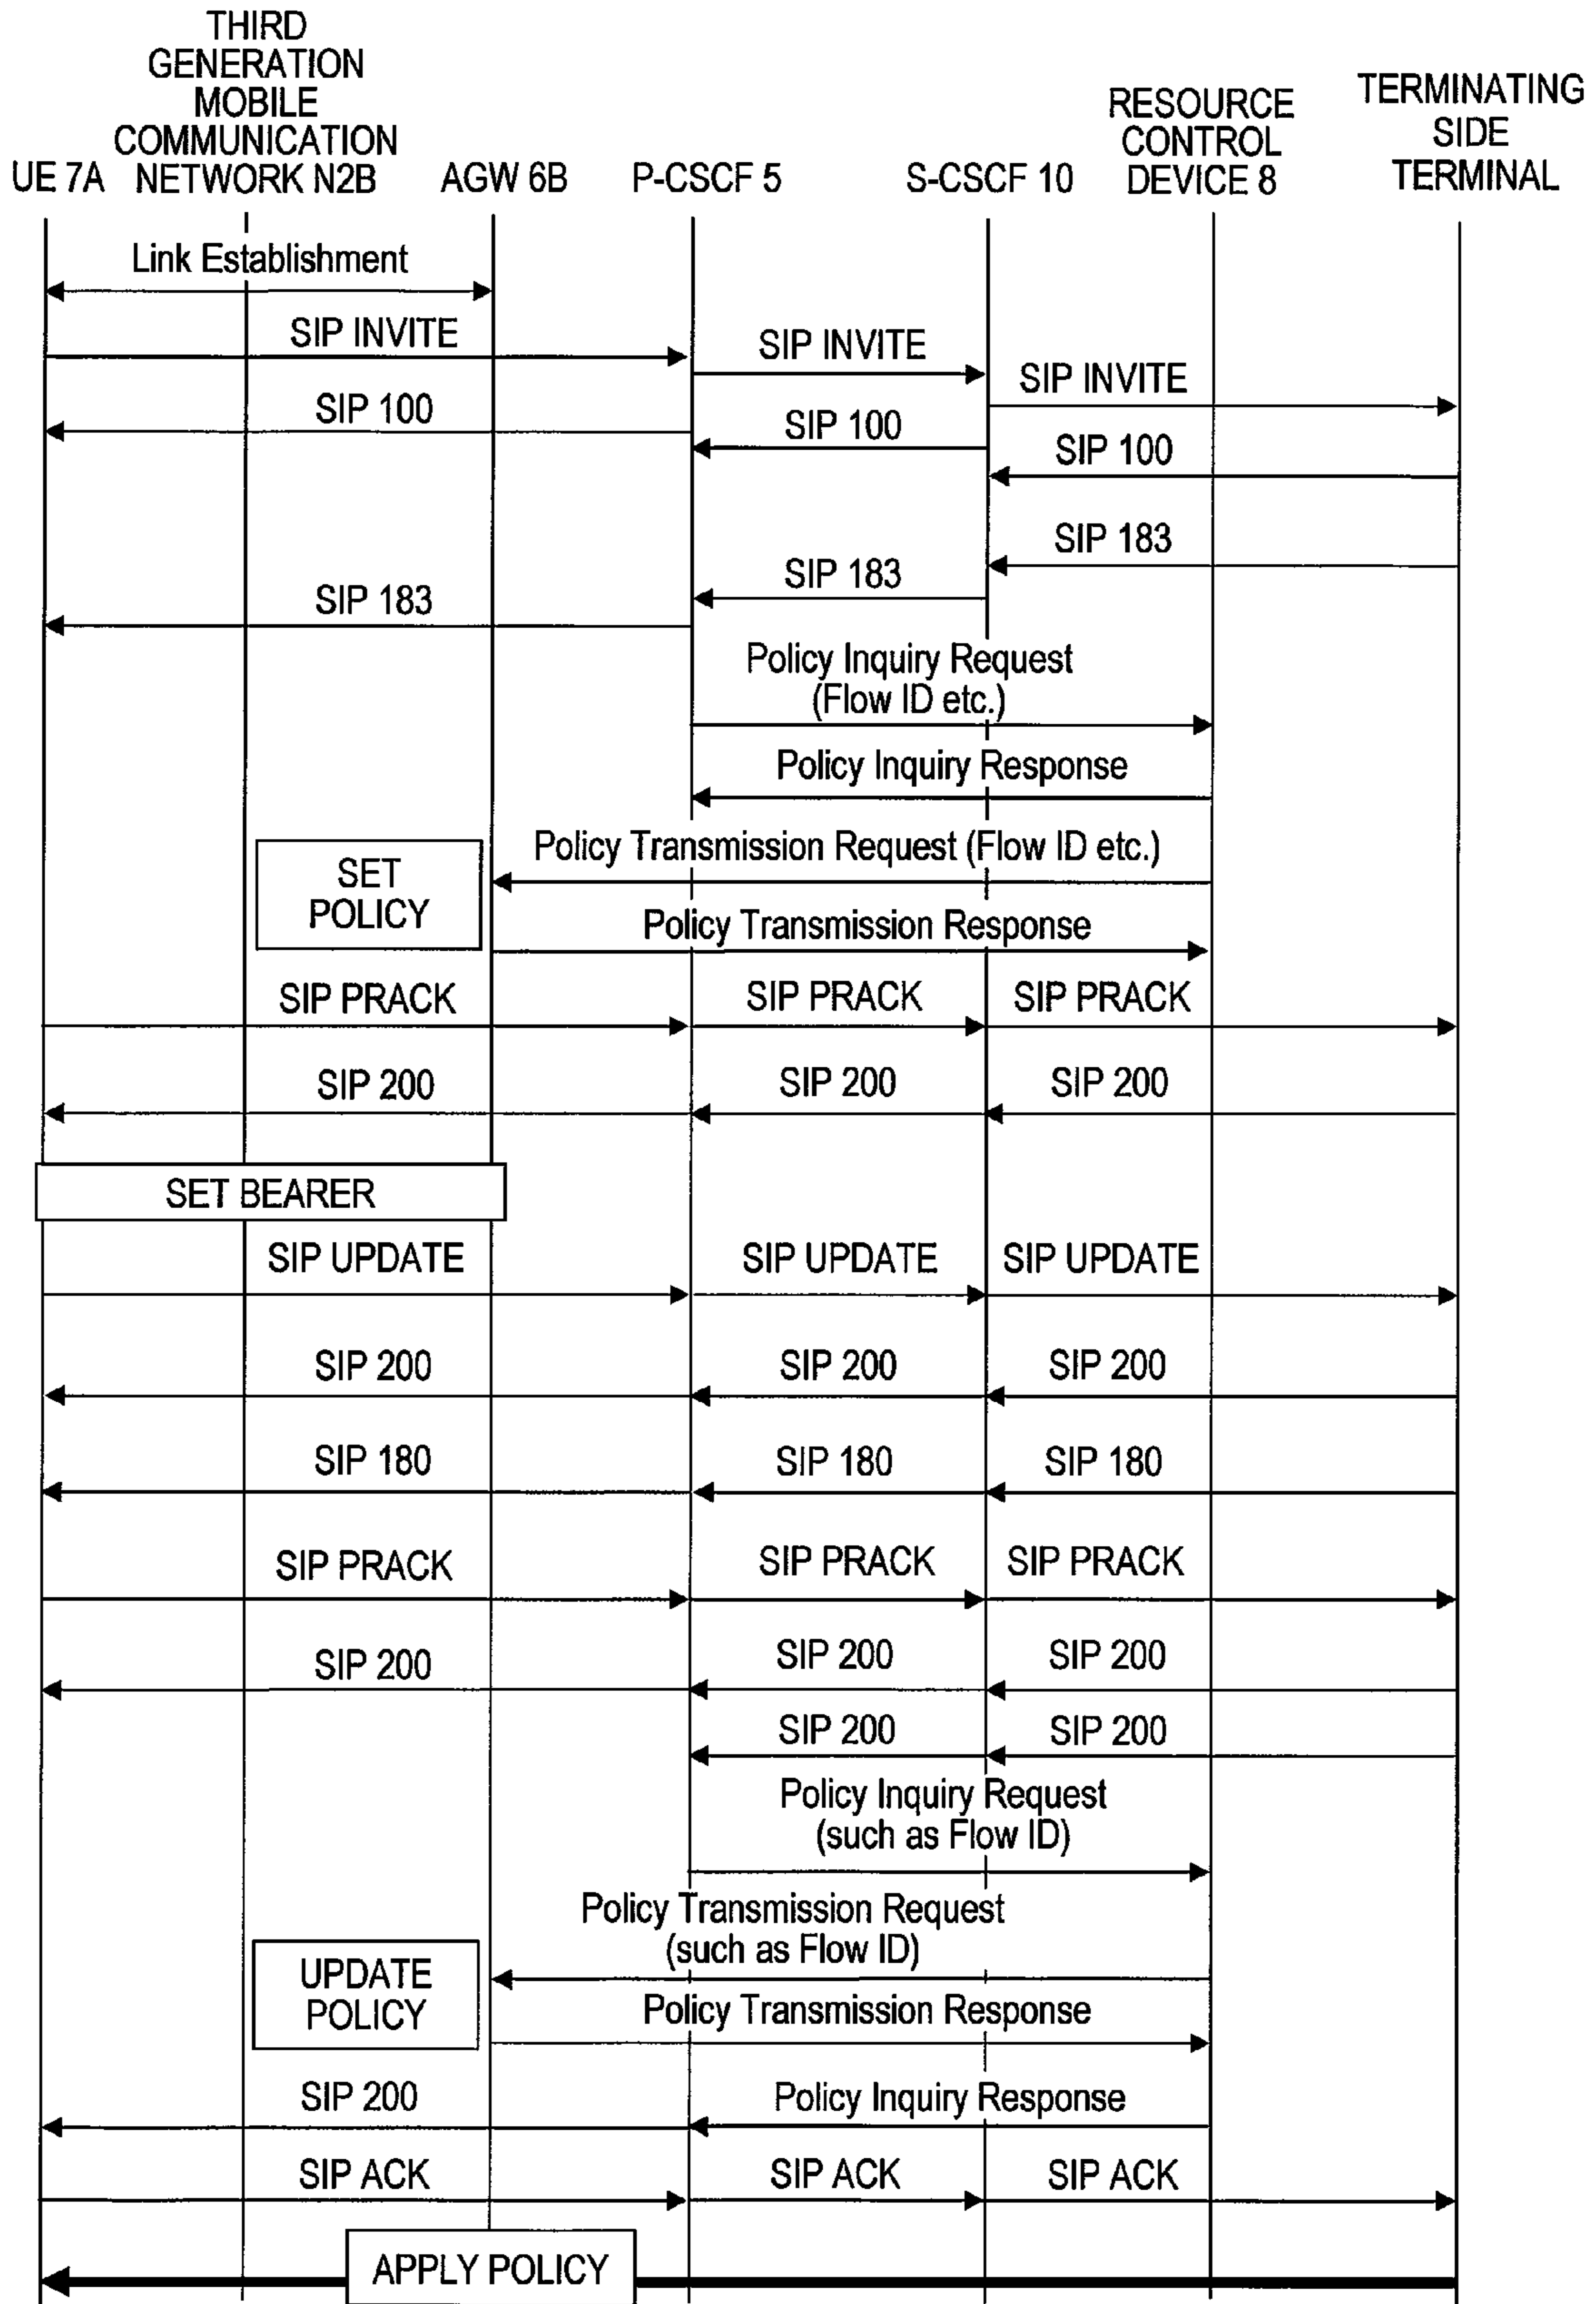 THIRD
GENERATION
MOBILE
COMMUNICATION
NETWORK N2B
UE 7A
AGW 6B
P-CSCF 5
S-CSCF 10
RESOURCE
CONTROL
DEVICE 8
TERMINATING
SIDE
TERMINAL
Link Establishment
SIP INVITE
SIP INVITE
SIP INVITE
SIP 100
SIP 100
SIP 100
SIP 183
SIP 183
SIP 183
Policy Inquiry Request
(Flow ID etc.)
Policy Inquiry Response
Policy Transmission Request (Flow ID etc.)
SET
POLICY
Policy Transmission Response
SIP PRACK
SIP PRACK
SIP PRACK
SIP 200
SIP 200
SIP 200
SET BEARER
SIP UPDATE
SIP UPDATE
SIP UPDATE
SIP 200
SIP 200
SIP 200
SIP 180
SIP 180
SIP 180
SIP PRACK
SIP PRACK
SIP PRACK
SIP 200
SIP 200
SIP 200
SIP 200
SIP 200
Policy Inquiry Request
(such as Flow ID)
Policy Transmission Request
(such as Flow ID)
UPDATE
POLICY
Policy Transmission Response
SIP 200
Policy Inquiry Response
SIP ACK
SIP ACK
SIP ACK
APPLY POLICY